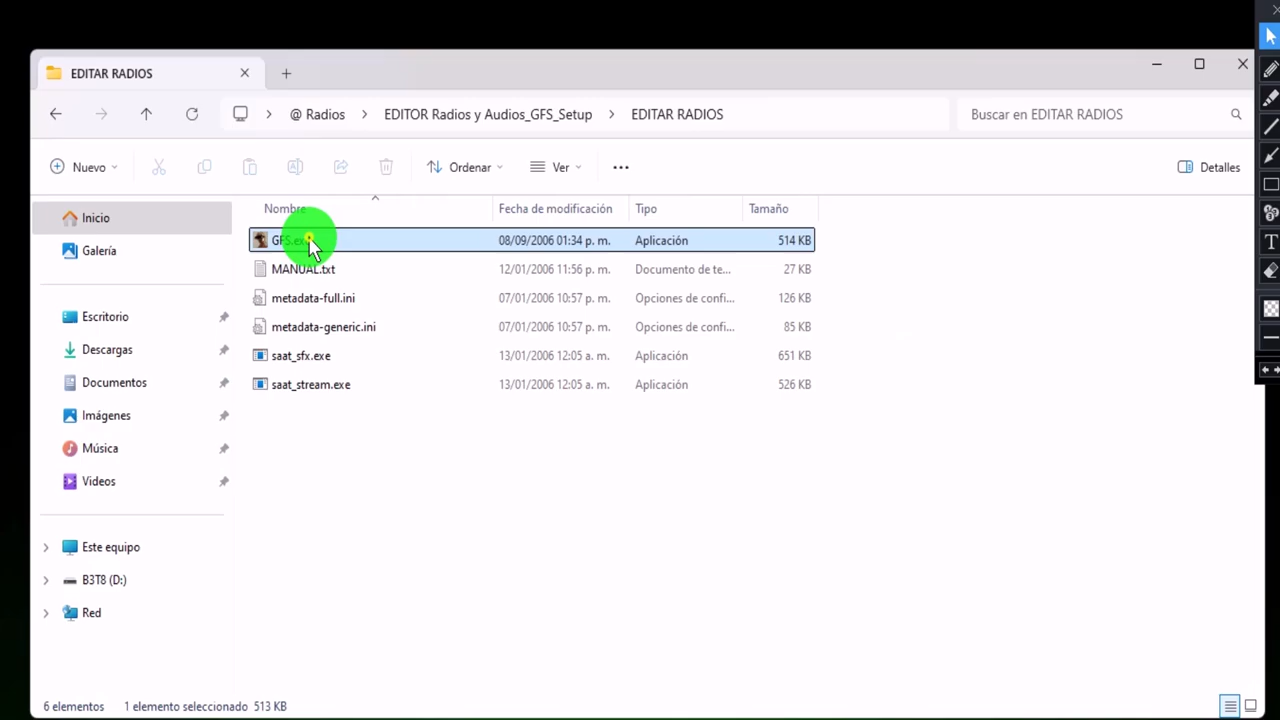 EDITAR RADIOS
@ Radios EDITOR Radios y Audios_GFS_Setup EDITAR RADIOS Buscar en EDITAR RADIOS
Nuevo Ordenar Ver Detalles
Nombre Fecha de modificación Tipo Tamaño
Inicio
Galería
Escritorio
Descargas
Documentos
Imágenes
Música
Videos
Este equipo
B3T8 (D:)
Red
08/09/2006 01:34 p. m. Aplicación 514 KB
MANUAL.txt 12/01/2006 11:56 p. m. Documento de te... 27 KB
metadata-full.ini 07/01/2006 10:57 p. m. Opciones de confi... 126 KB
metadata-generic.ini 07/01/2006 10:57 p. m. Opciones de confi... 85 KB
saat_sfx.exe 13/01/2006 12:05 a. m. Aplicación 651 KB
saat_stream.exe 13/01/2006 12:05 a. m. Aplicación 526 KB
6 elementos 1 elemento seleccionado 513 KB